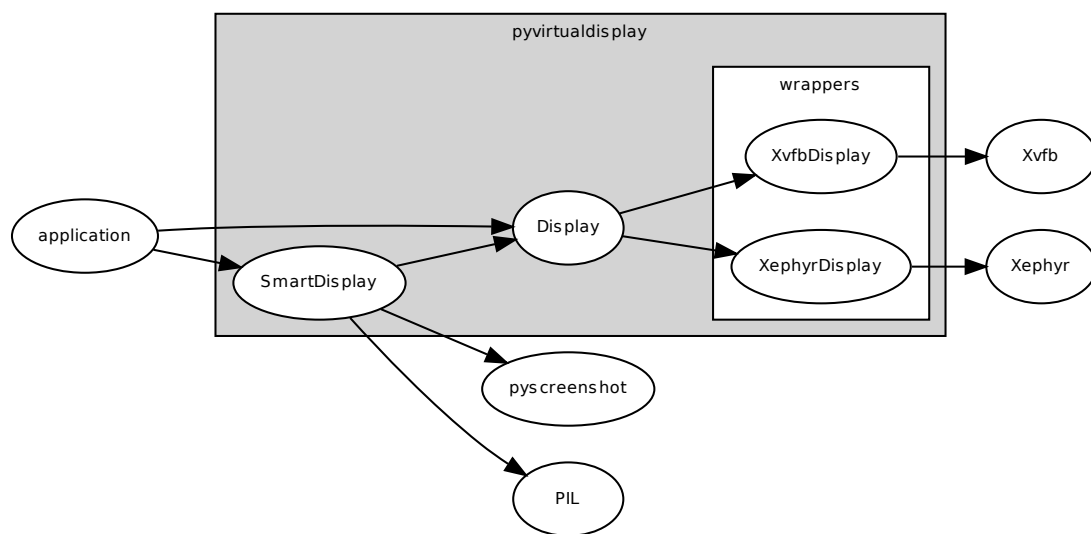 pyvirtualdisplay
wrappers
XvfbDisplay
Xvfb
application
Display
SmartDisplay
XephyrDisplay
Xephyr
pyscreenshot
PIL